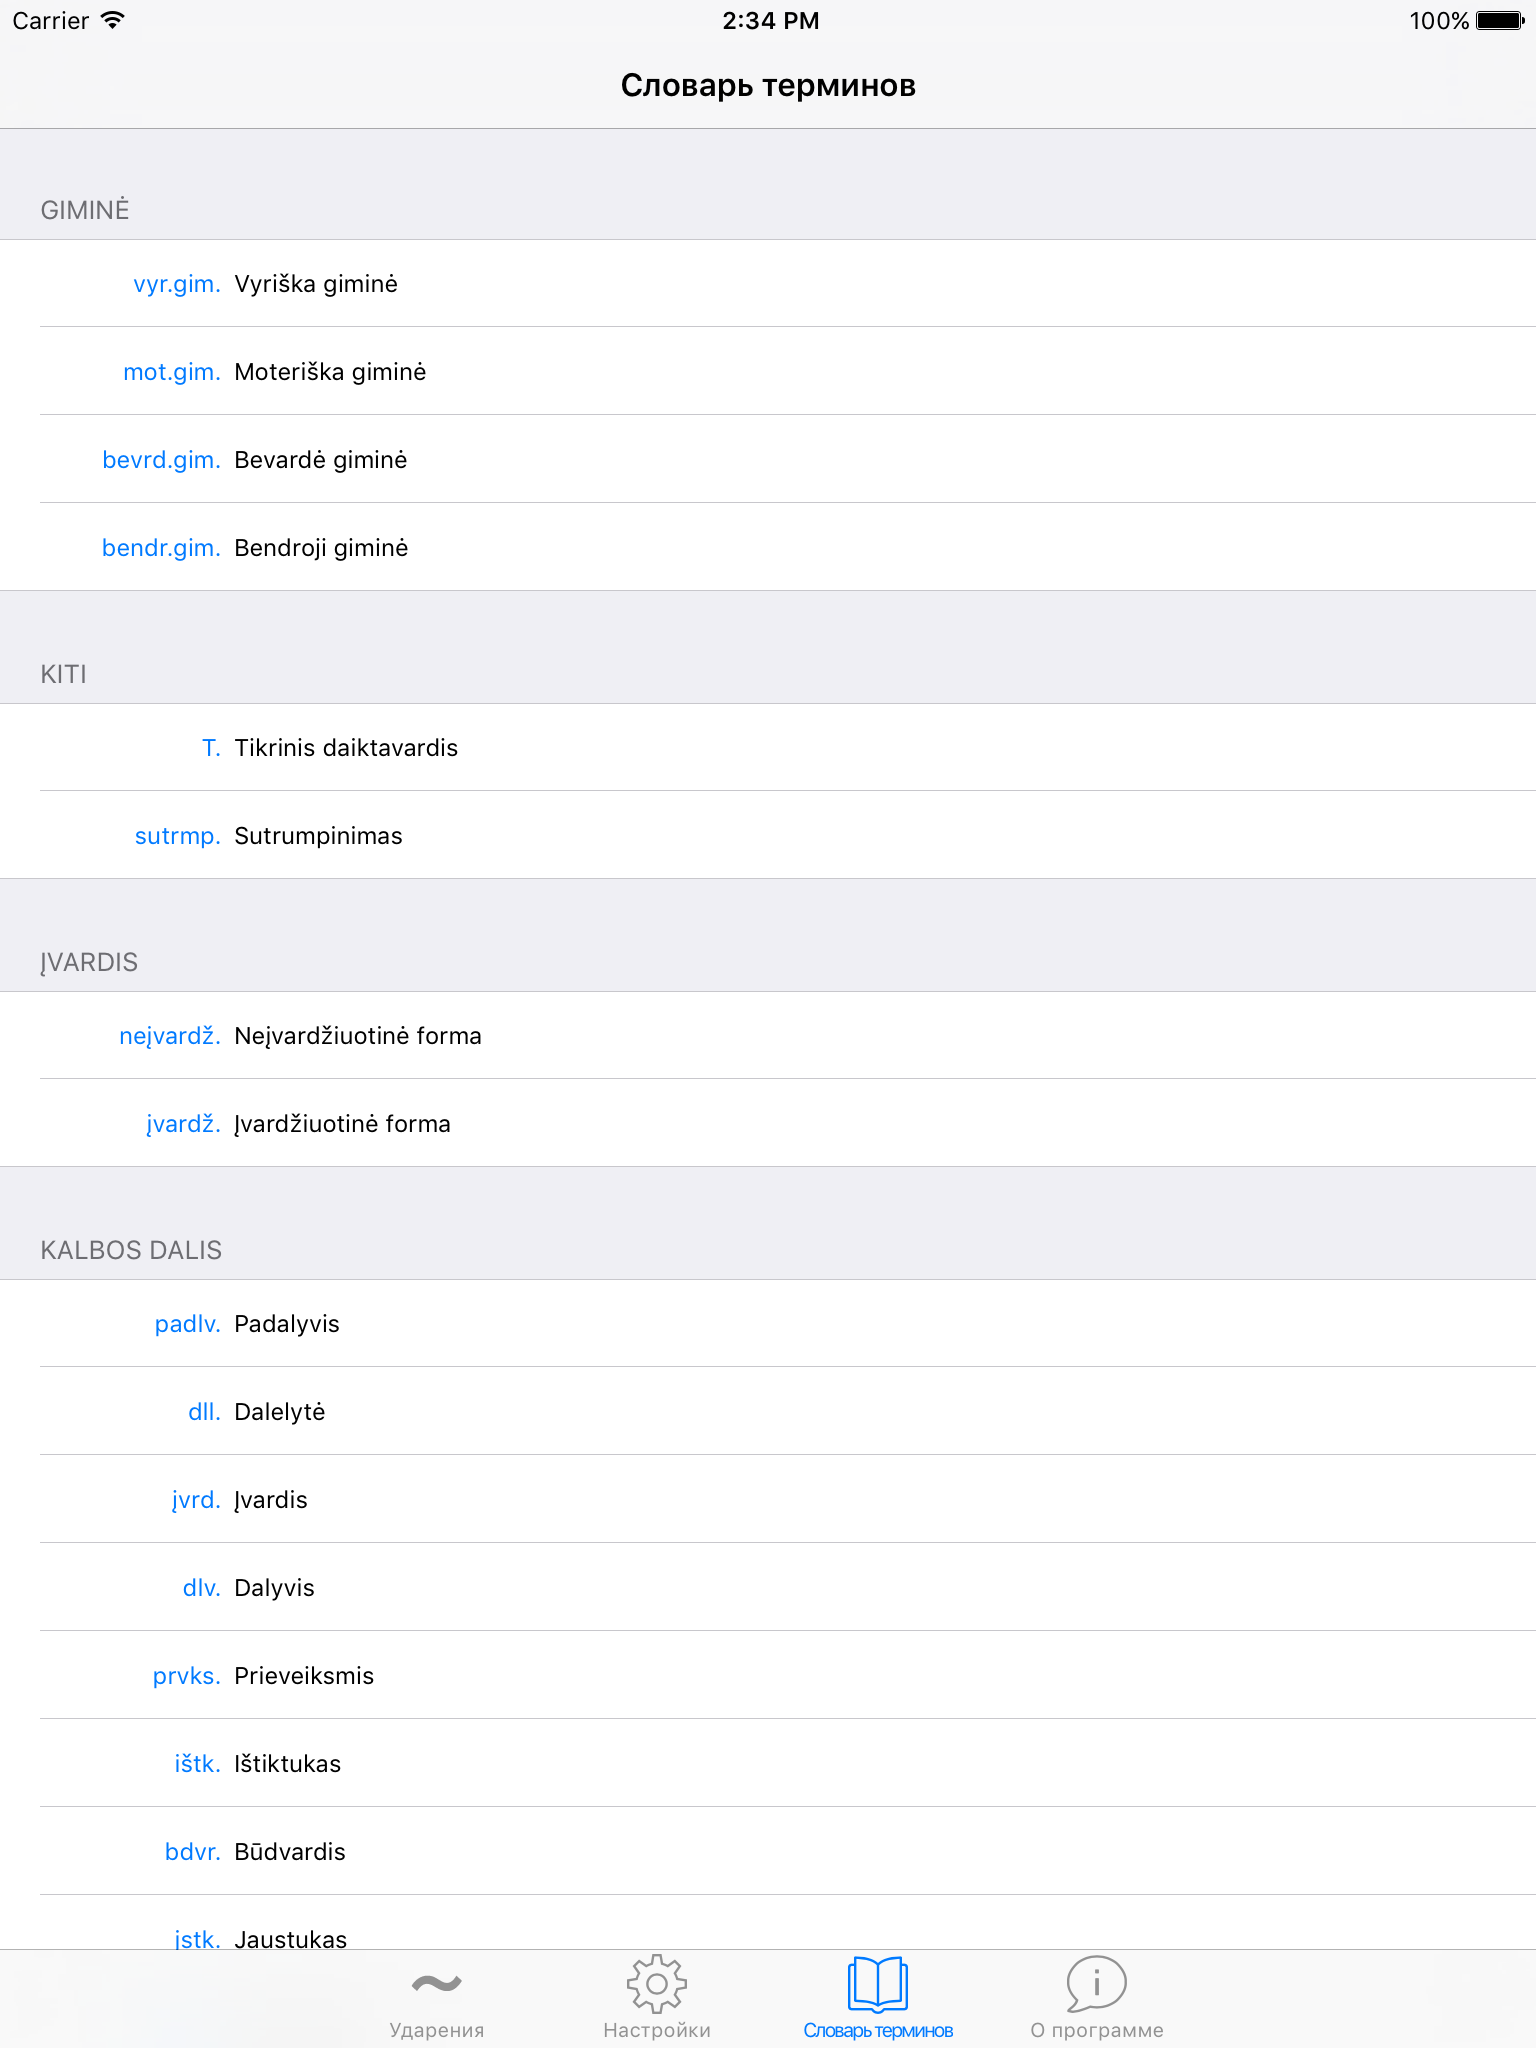 Carrier 2:34 PM 100%
Словарь терминов
GIMINĖ
vyr.gim. Vyriška giminė
mot.gim. Moteriška giminė
bevrd.gim. Bevardė giminė
bendr.gim. Bendroji giminė
KITI
T. Tikrinis daiktavardis
sutrmp. Sutrumpinimas
ĮVARDIS
neįvardž. Neįvardžiuotinė forma
įvardž. Įvardžiuotinė forma
KALBOS DALIS
padlv. Padalyvis
dll. Dalelytė
įvrd. Įvardis
dlv. Dalyvis
prvks. Prieveiksmis
ištk. Ištiktukas
bdvr. Būdvardis
jstk. Jaustukas
Ударения Настройки Словарь терминов О программе